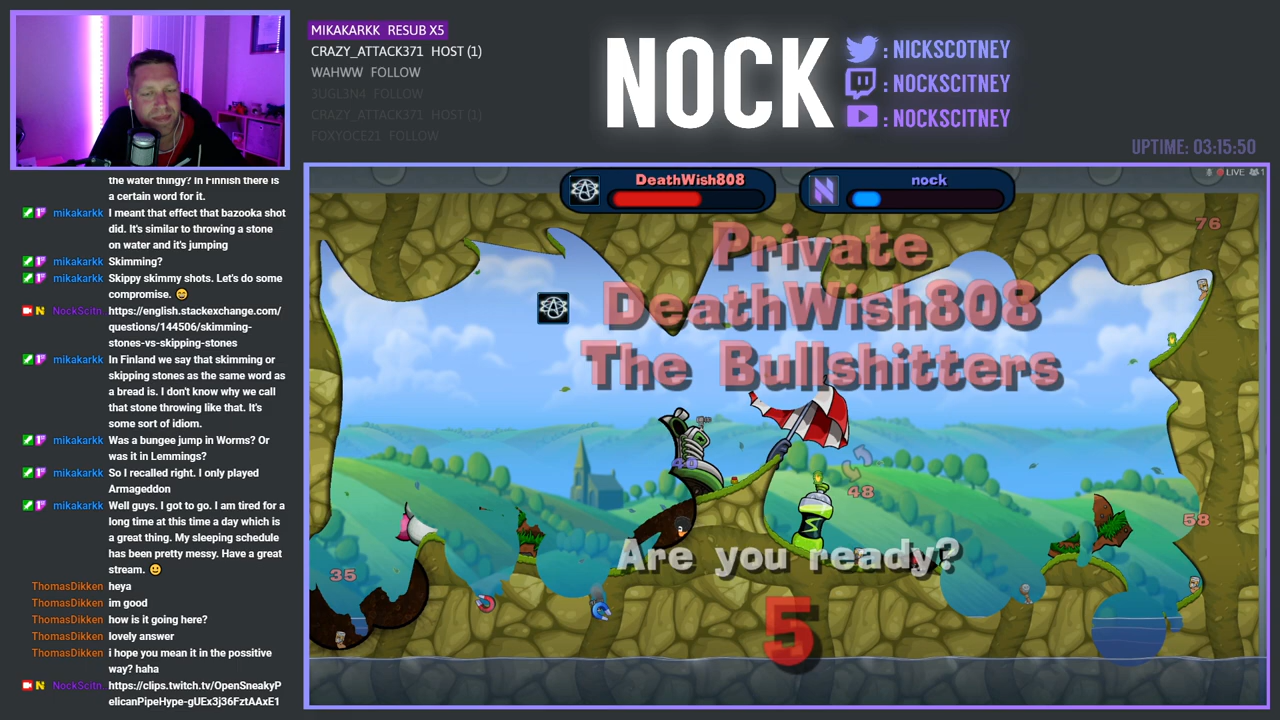 MIKAKARKK RESUB X5
CRAZY_ATTACK371 HOST (1)
WAHWW FOLLOW
3UGL3N4 FOLLOW
CRAZY_ATTACK371 HOST (1)
FOXYOCE21 FOLLOW
NOCK
: NICKSCOTNEY
: NOCKSCITNEY
: NOCKSCITNEY
UPTIME: 03:15:50
the water thingy? In Finnish there is
a certain word for it.
mikakarkk I meant that effect that bazooka shot
did. It's similar to throwing a stone
on water and it's jumping
mikakarkk Skimming?
mikakarkk Skippy skimmy shots. Let's do some
compromise.
NockScitn https://english.stackexchange.com/
questions/144506/skimming-
stones-vs-skipping-stones
mikakarkk In Finland we say that skimming or
skipping stones as the same word as
a bread is. I don't know why we call
that stone throwing like that. It's
some sort of idiom.
mikakarkk Was a bungee jump in Worms? Or
was it in Lemmings?
mikakarkk So I recalled right. I only played
Armageddon
mikakarkk Well guys. I got to go. I am tired for a
long time at this time a day which is
a great thing. My sleeping schedule
has been pretty messy. Have a great
stream.
ThomasDikken heya
ThomasDikken im good
ThomasDikken how is it going here?
ThomasDikken lovely answer
ThomasDikken i hope you mean it in the possitive
way? haha
NockScitn https://clips.twitch.tv/OpenSneakyP
elicanPipeHype-gUEx3j36FztAAxE1
DeathWish808
nock
LIVE 1
76
Private
DeathWish808
The Bullshitters
40
48
58
35
Are you ready?
5